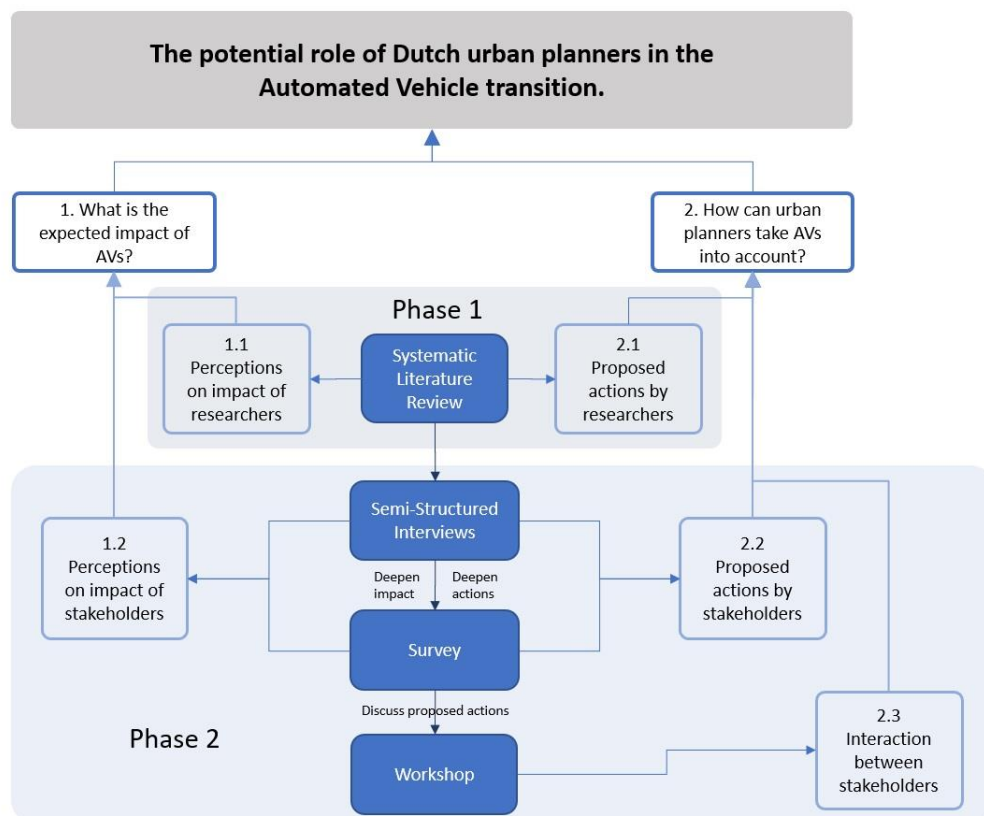 The potential role of Dutch urban planners in the
Automated Vehicle transition.
1. What is the
expected impact of
AVs?
2. How can urban
planners take AVs
into account?
Phase 1
1.1
Perceptions
on impact of
researchers
Systematic
Literature
Review
2.1
Proposed
actions by
researchers
Semi-Structured
Interviews
1.2
Perceptions
on impact of
stakeholders
Deepen
impact
Deepen
actions
2.2
Proposed
actions by
stakeholders
Survey
Discuss proposed actions
Phase 2
Workshop
2.3
Interaction
between
stakeholders